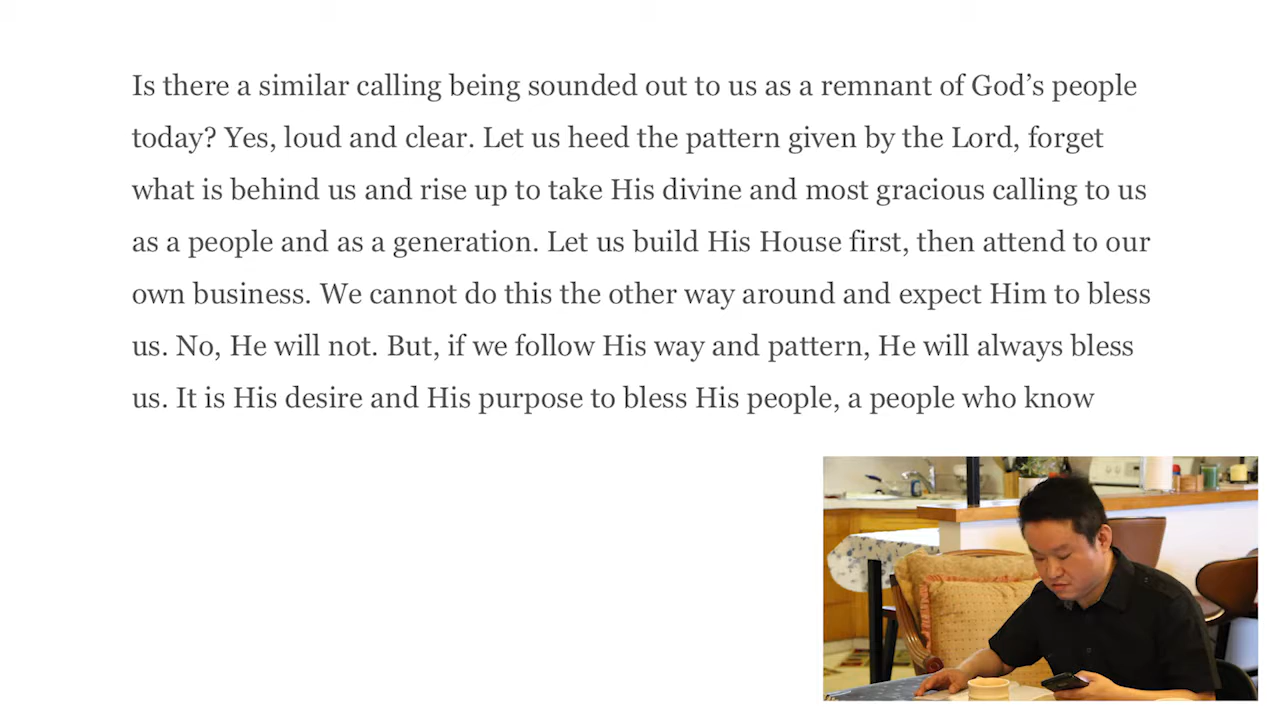 Is there a similar calling being sounded out to us as a remnant of God’s people
today? Yes, loud and clear. Let us heed the pattern given by the Lord, forget
what is behind us and rise up to take His divine and most gracious calling to us
as a people and as a generation. Let us build His House first, then attend to our
own business. We cannot do this the other way around and expect Him to bless
us. No, He will not. But, if we follow His way and pattern, He will always bless
us. It is His desire and His purpose to bless His people, a people who know